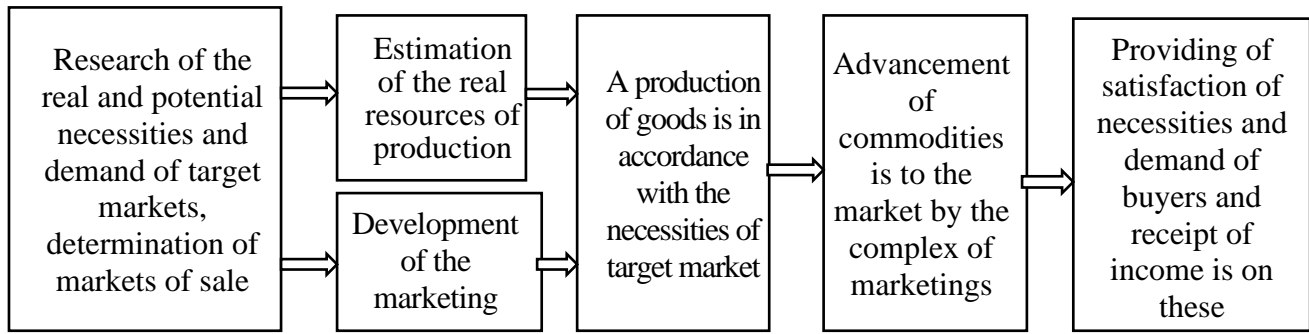 Research of the
real and potential
necessities and
demand of target
markets,
determination of
markets of sale
Estimation
of the real
resources of
production
Development
of the
marketing
A production
of goods is in
accordance
with the
necessities of
target market
Advancement
of
commodities
is to the
market by the
complex of
marketings
Providing of
satisfaction of
necessities and
demand of
buyers and
receipt of
income is on
these